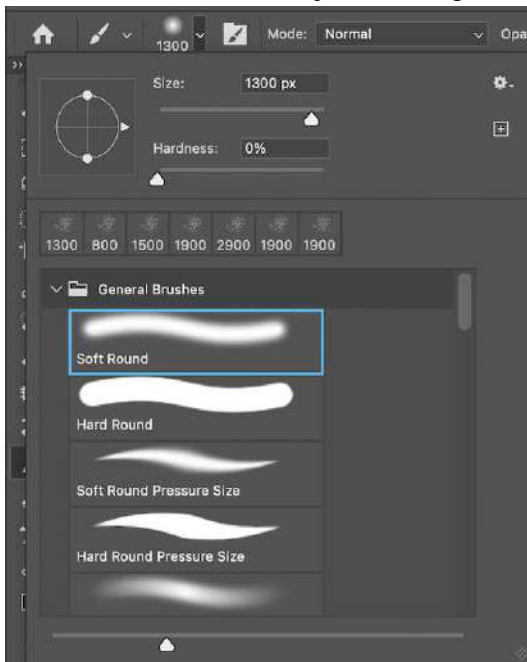 1300
Mode: Normal
Opa
Size: 1300 px
Hardness: 0%
1300 800 1500 1900 2900 1900 1900
General Brushes
Soft Round
Hard Round
Soft Round Pressure Size
Hard Round Pressure Size